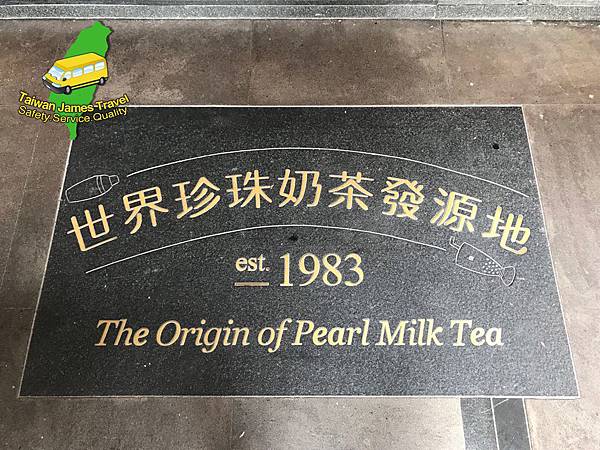 Taiwan James Travel
Safety Service Quality
世界珍珠奶茶發源地
est. 1983
The Origin of Pearl Milk Tea